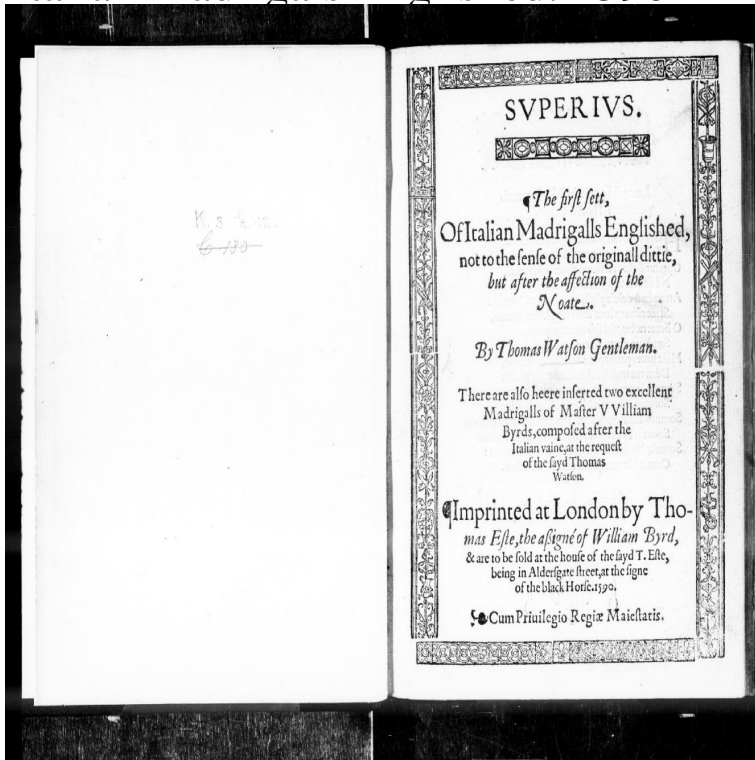 K. 3
6 130
SVPERIVS.
¶The first sett,
Of Italian Madrigalls Englished,
not to the sense of the originall dittie,
but after the affection of the
Noate.
By Thomas Watson Gentleman.
There are also heere inserted two excellent
Madrigalls of Master VVilliam
Byrds, composed after the
Italian vaine, at the request
of the sayd Thomas
Watson.
¶Imprinted at London by Tho-
mas Este, the aßigné of William Byrd,
& are to be sold at the house of the sayd T. Este,
being in Aldersgate street, at the signe
of the black Horse. 1590.
Cum Priuilegio Regiæ Maiestatis.